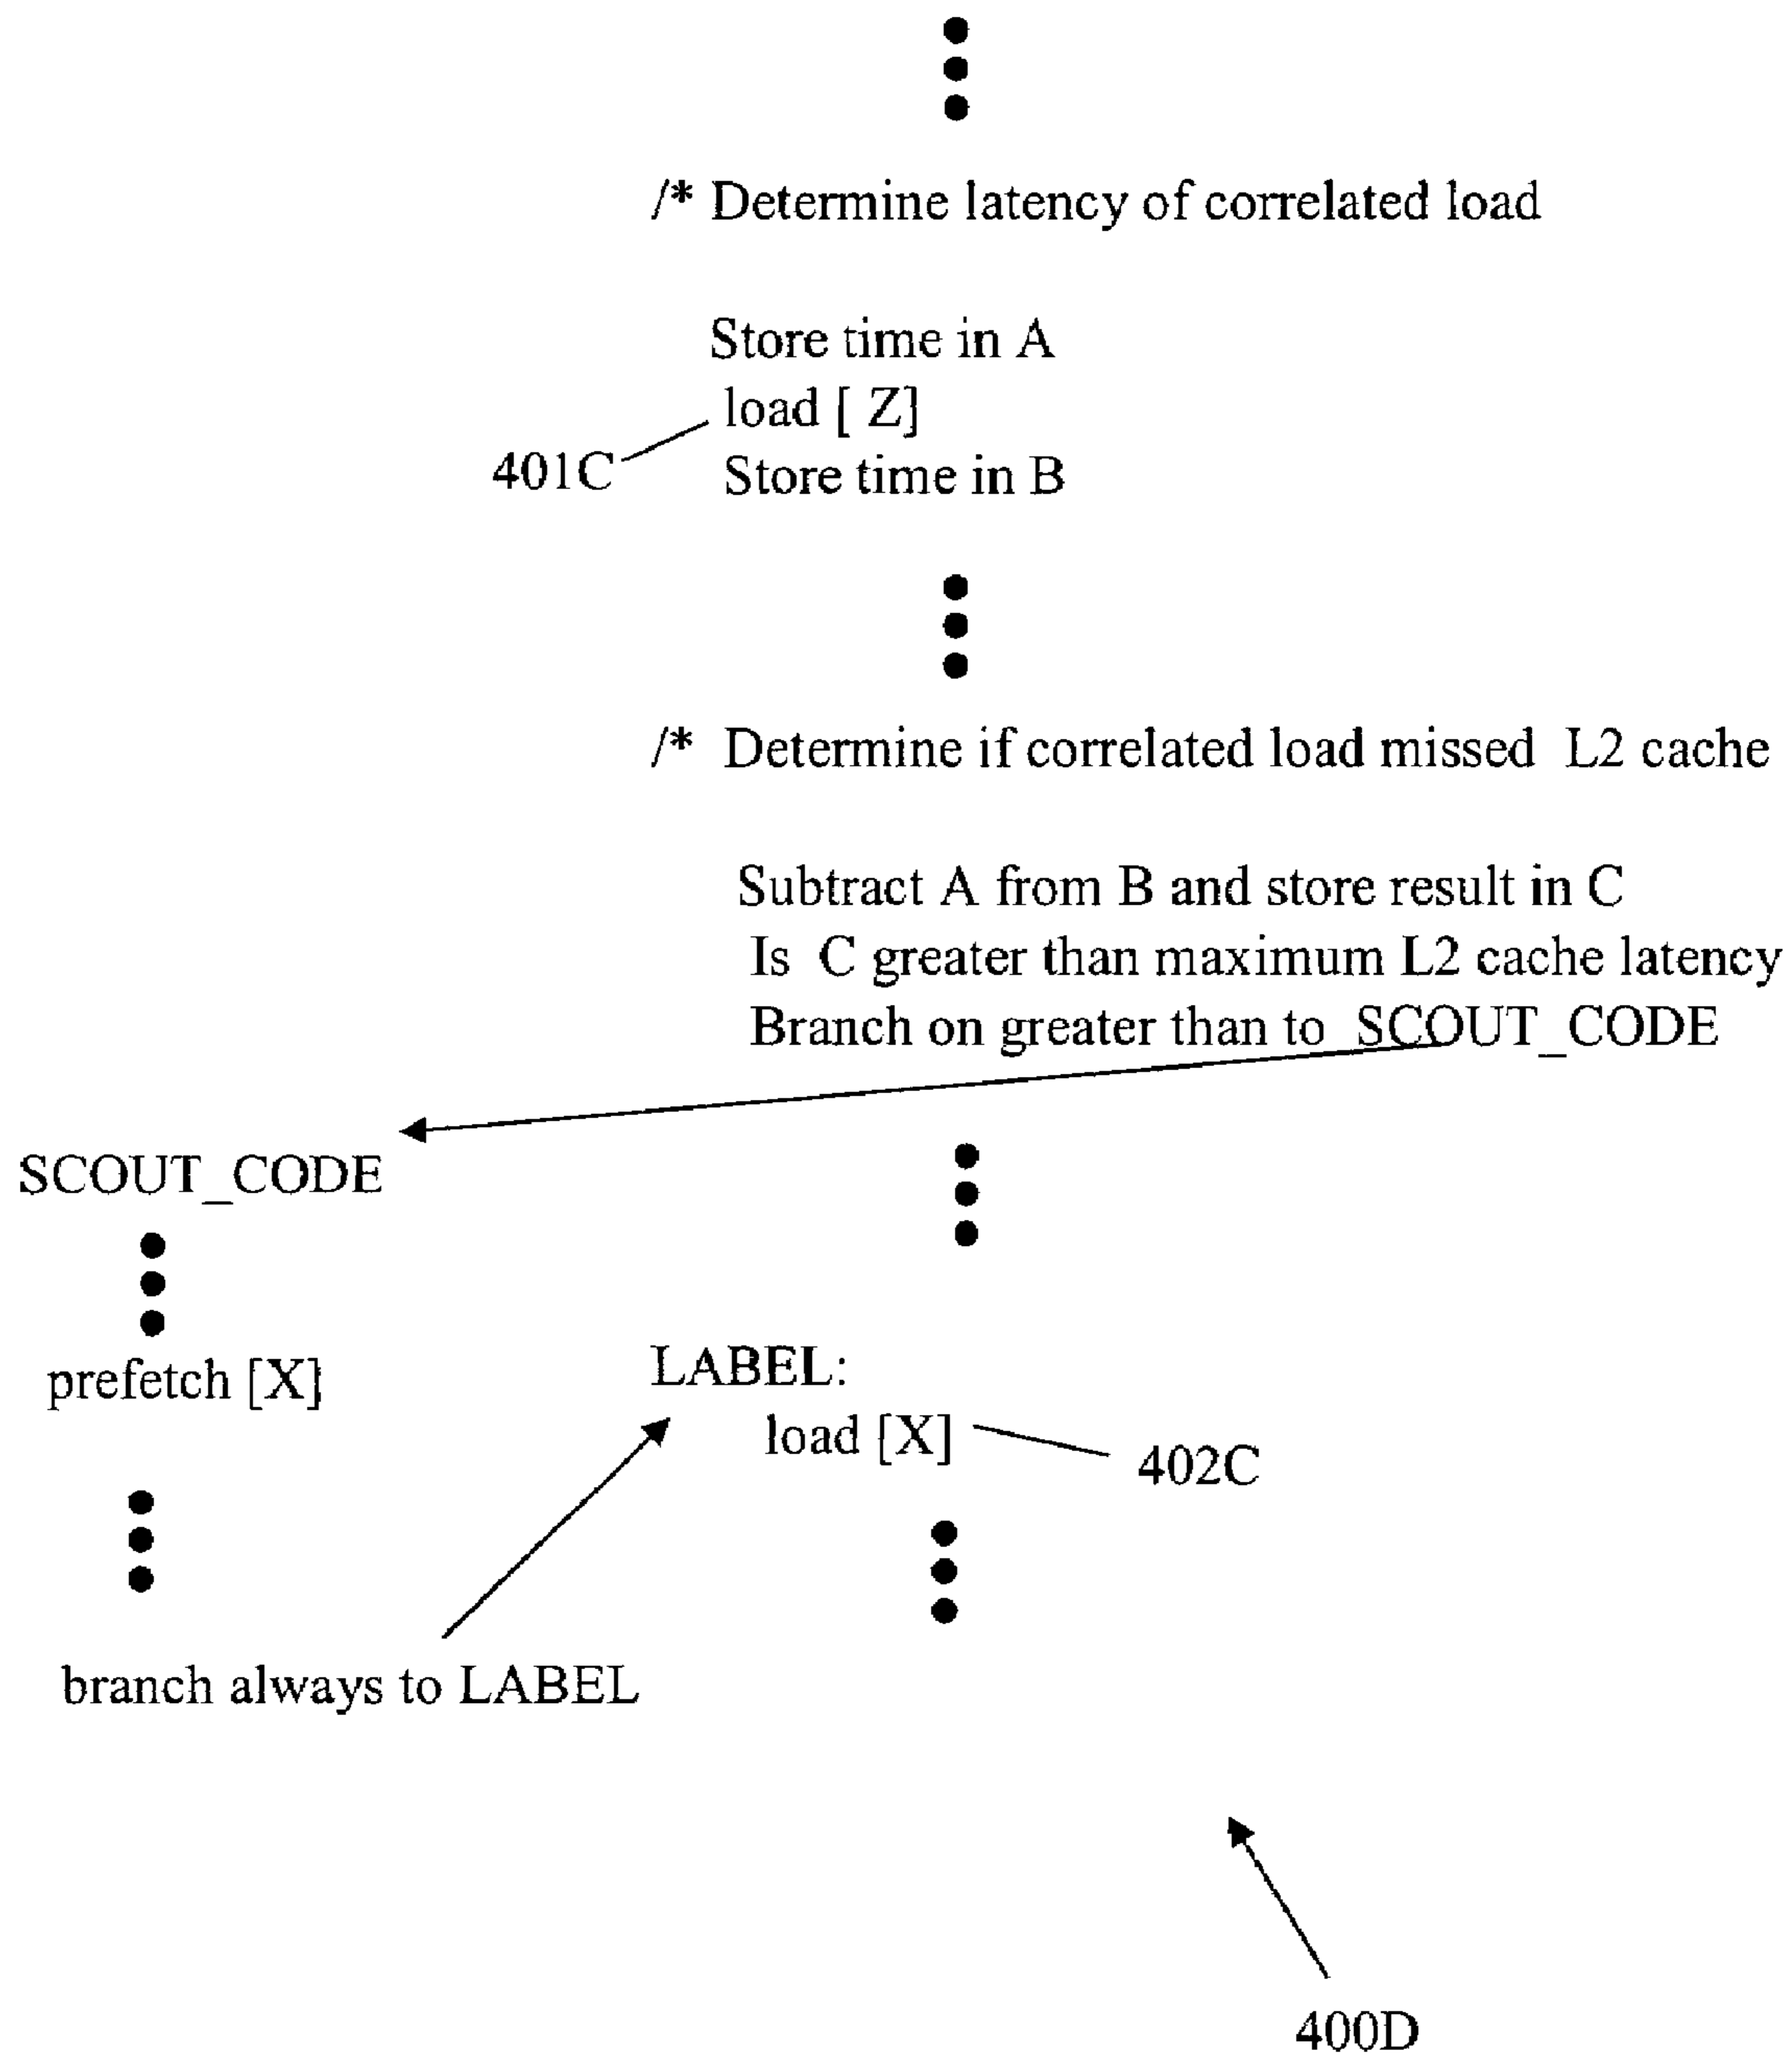 /* Determine latency of correlated load
Store time in A
load [ Z]
401C
Store time in B
/* Determine if correlated load missed L2 cache
Subtract A from B and store result in C
Is C greater than maximum L2 cache latency
Branch on greater than to SCOUT_CODE
SCOUT_CODE
prefetch [X]
LABEL:
load [X]
402C
branch always to LABEL
400D